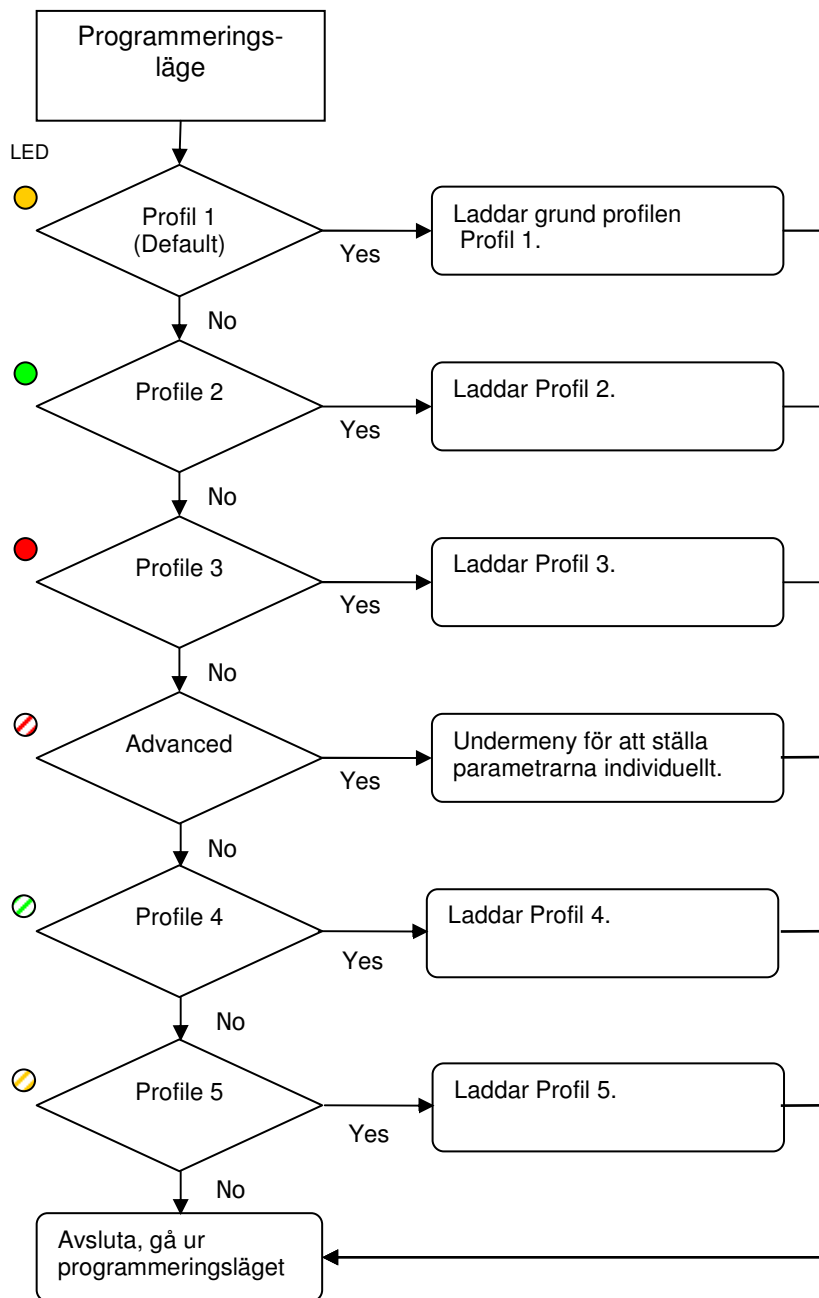 Programmerings-
läge
LED
Profil 1
(Default)
Yes
Laddar grund profilen
Profil 1.
No
Profile 2
Yes
Laddar Profil 2.
No
Profile 3
Yes
Laddar Profil 3.
No
Advanced
Yes
Undermeny för att ställa
parametrarna individuellt.
No
Profile 4
Yes
Laddar Profil 4.
No
Profile 5
Yes
Laddar Profil 5.
No
Avsluta, gå ur
programmeringsläget